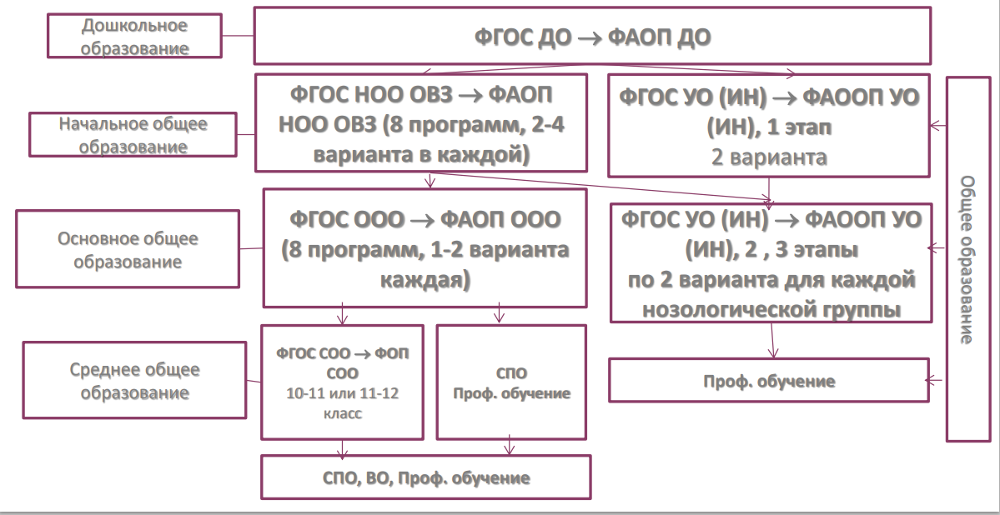 Дошкольное
образование
ФГОС ДО → ФАОП ДО
Начальное общее
образование
ФГОС НОО ОВЗ → ФАОП
НОО ОВЗ (8 программ, 2-4
варианта в каждой)
ФГОС УО (ИН) → ФАООП УО
(ИН), 1 этап
2 варианта
Общее образование
Основное общее
образование
ФГОС ООО → ФАОП ООО
(8 программ, 1-2 варианта
каждая)
ФГОС УО (ИН) → ФАООП УО
(ИН), 2 , 3 этапы
по 2 варианта для каждой
нозологической группы
Среднее общее
образование
ФГОС СОО → ФОП
СОО
10-11 или 11-12
класс
СПО
Проф. обучение
Проф. обучение
СПО, ВО, Проф. обучение